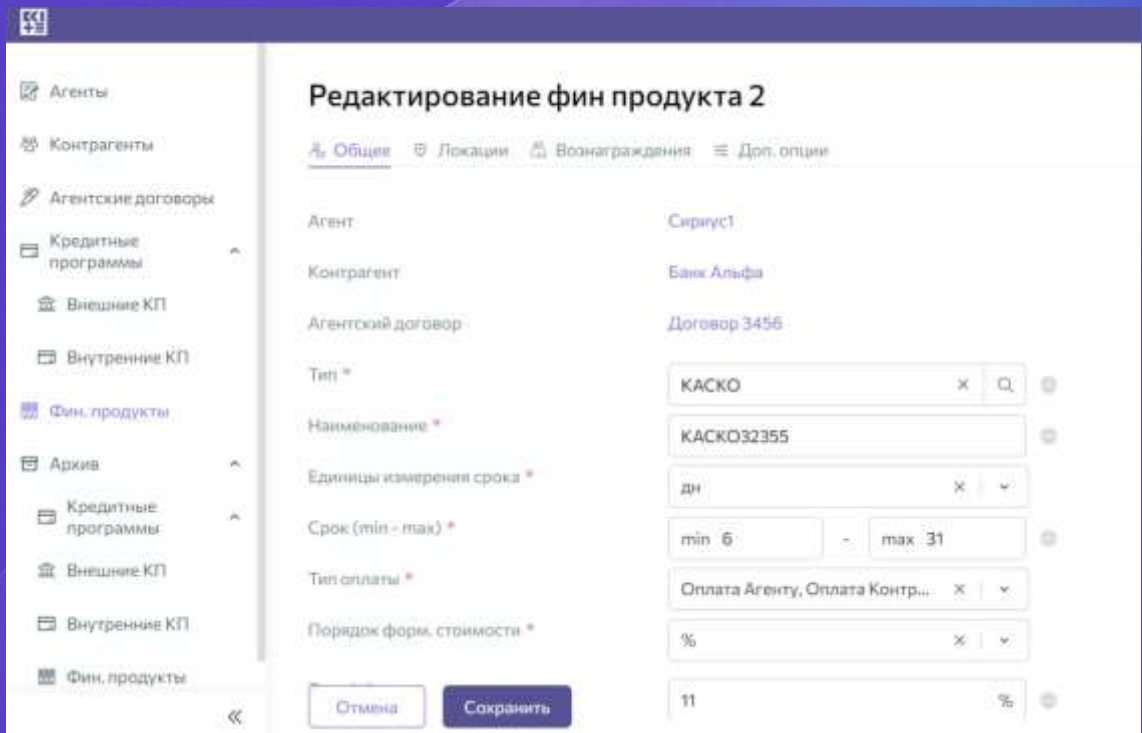 Агенты
Контрагенты
Агентские договоры
Кредитные
программы
Внешние КП
Внутренние КП
Фин. продукты
Архив
Кредитные
программы
Внешние КП
Внутренние КП
Фин. продукты
Редактирование фин продукта 2
Общее Локации Вознаграждения Доп. опции
Агент Сириус1
Контрагент Банк Альфа
Агентский договор Договор 3456
Тип * КАСКО
Наименование * КАСКО32355
Единицы измерения срока * дн
Срок (min - max) * min 6 - max 31
Тип оплаты * Оплата Агенту, Оплата Контр...
Порядок форм. стоимости * %
11 %
Отмена Сохранить